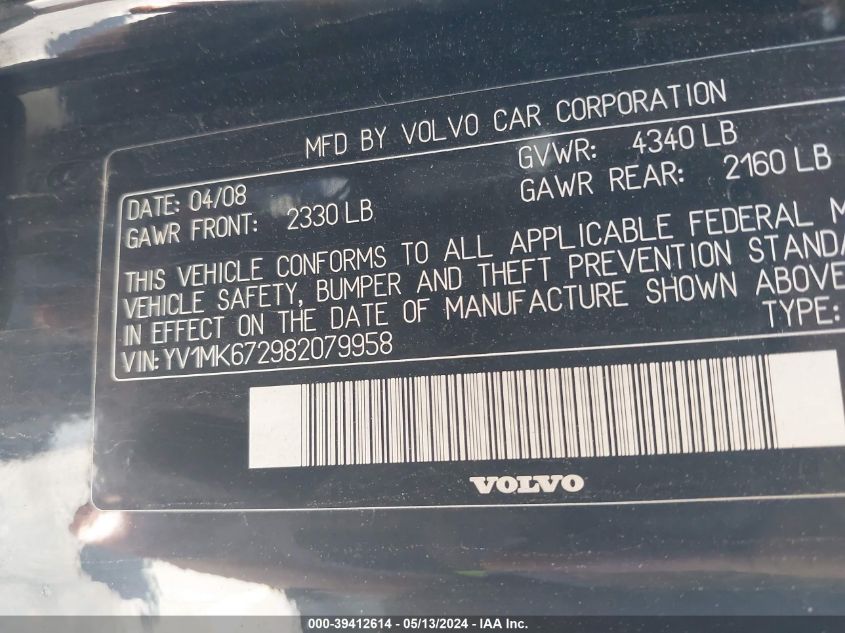 MFD BY VOLVO CAR CORPORATION
DATE: 04/08 GVWR: 4340 LB
GAWR FRONT: 2330 LB GAWR REAR: 2160 LB
THIS VEHICLE CONFORMS TO ALL APPLICABLE FEDERAL M
VEHICLE SAFETY, BUMPER AND THEFT PREVENTION STANDA
IN EFFECT ON THE DATE OF MANUFACTURE SHOWN ABOVE
VIN: YV1MK672982079958 TYPE:
VOLVO
000-39412614 - 05/13/2024 - IAA Inc.